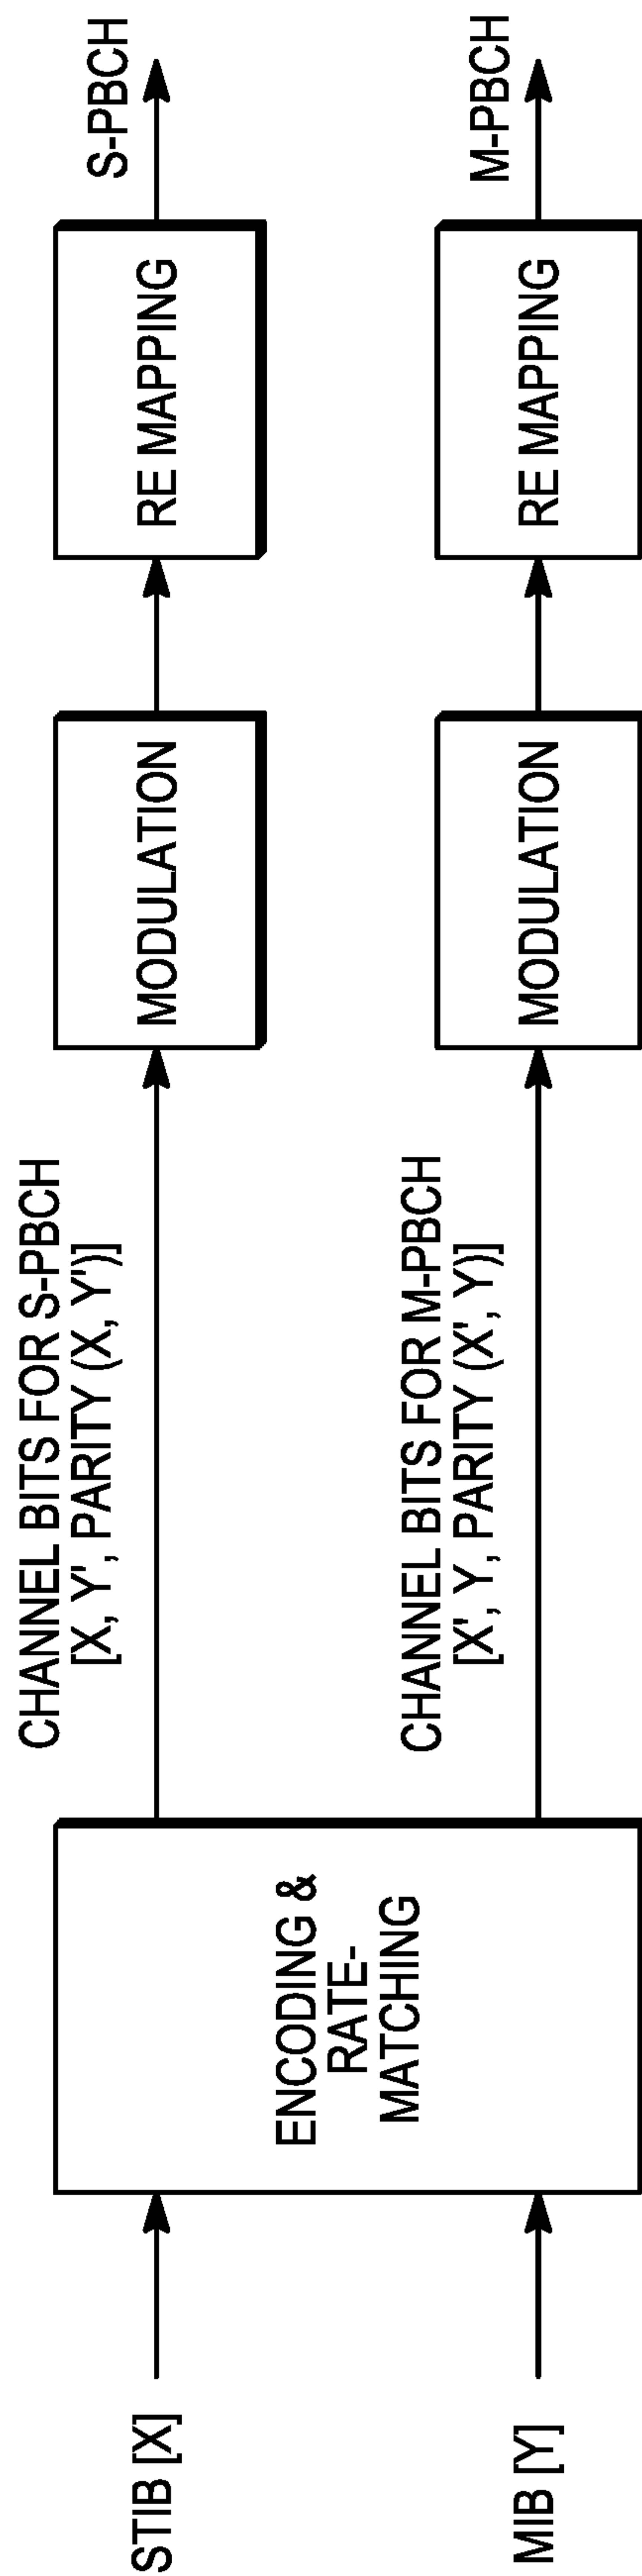 STIB [X]
MIB [Y]
ENCODING &
RATE-
MATCHING
CHANNEL BITS FOR S-PBCH
[X, Y', PARITY (X, Y')]
MODULATION
RE MAPPING
S-PBCH
CHANNEL BITS FOR M-PBCH
[X', Y, PARITY (X', Y)]
MODULATION
RE MAPPING
M-PBCH